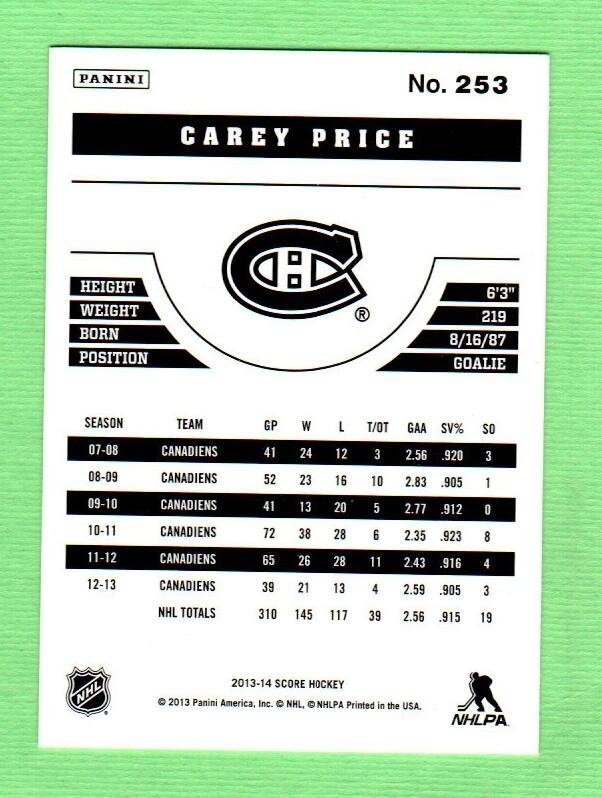 PANINI
No. 253
CAREY PRICE
®
HEIGHT 6'3"
WEIGHT 219
BORN 8/16/87
POSITION GOALIE
SEASON TEAM GP W L T/OT GAA SV% SO
07-08 CANADIENS 41 24 12 3 2.56 .920 3
08-09 CANADIENS 52 23 16 10 2.83 .905 1
09-10 CANADIENS 41 13 20 5 2.77 .912 0
10-11 CANADIENS 72 38 28 6 2.35 .923 8
11-12 CANADIENS 65 26 28 11 2.43 .916 4
12-13 CANADIENS 39 21 13 4 2.59 .905 3
NHL TOTALS 310 145 117 39 2.56 .915 19
NHL
2013-14 SCORE HOCKEY
© 2013 Panini America, Inc. © NHL, © NHLPA Printed in the USA.
NHLPA